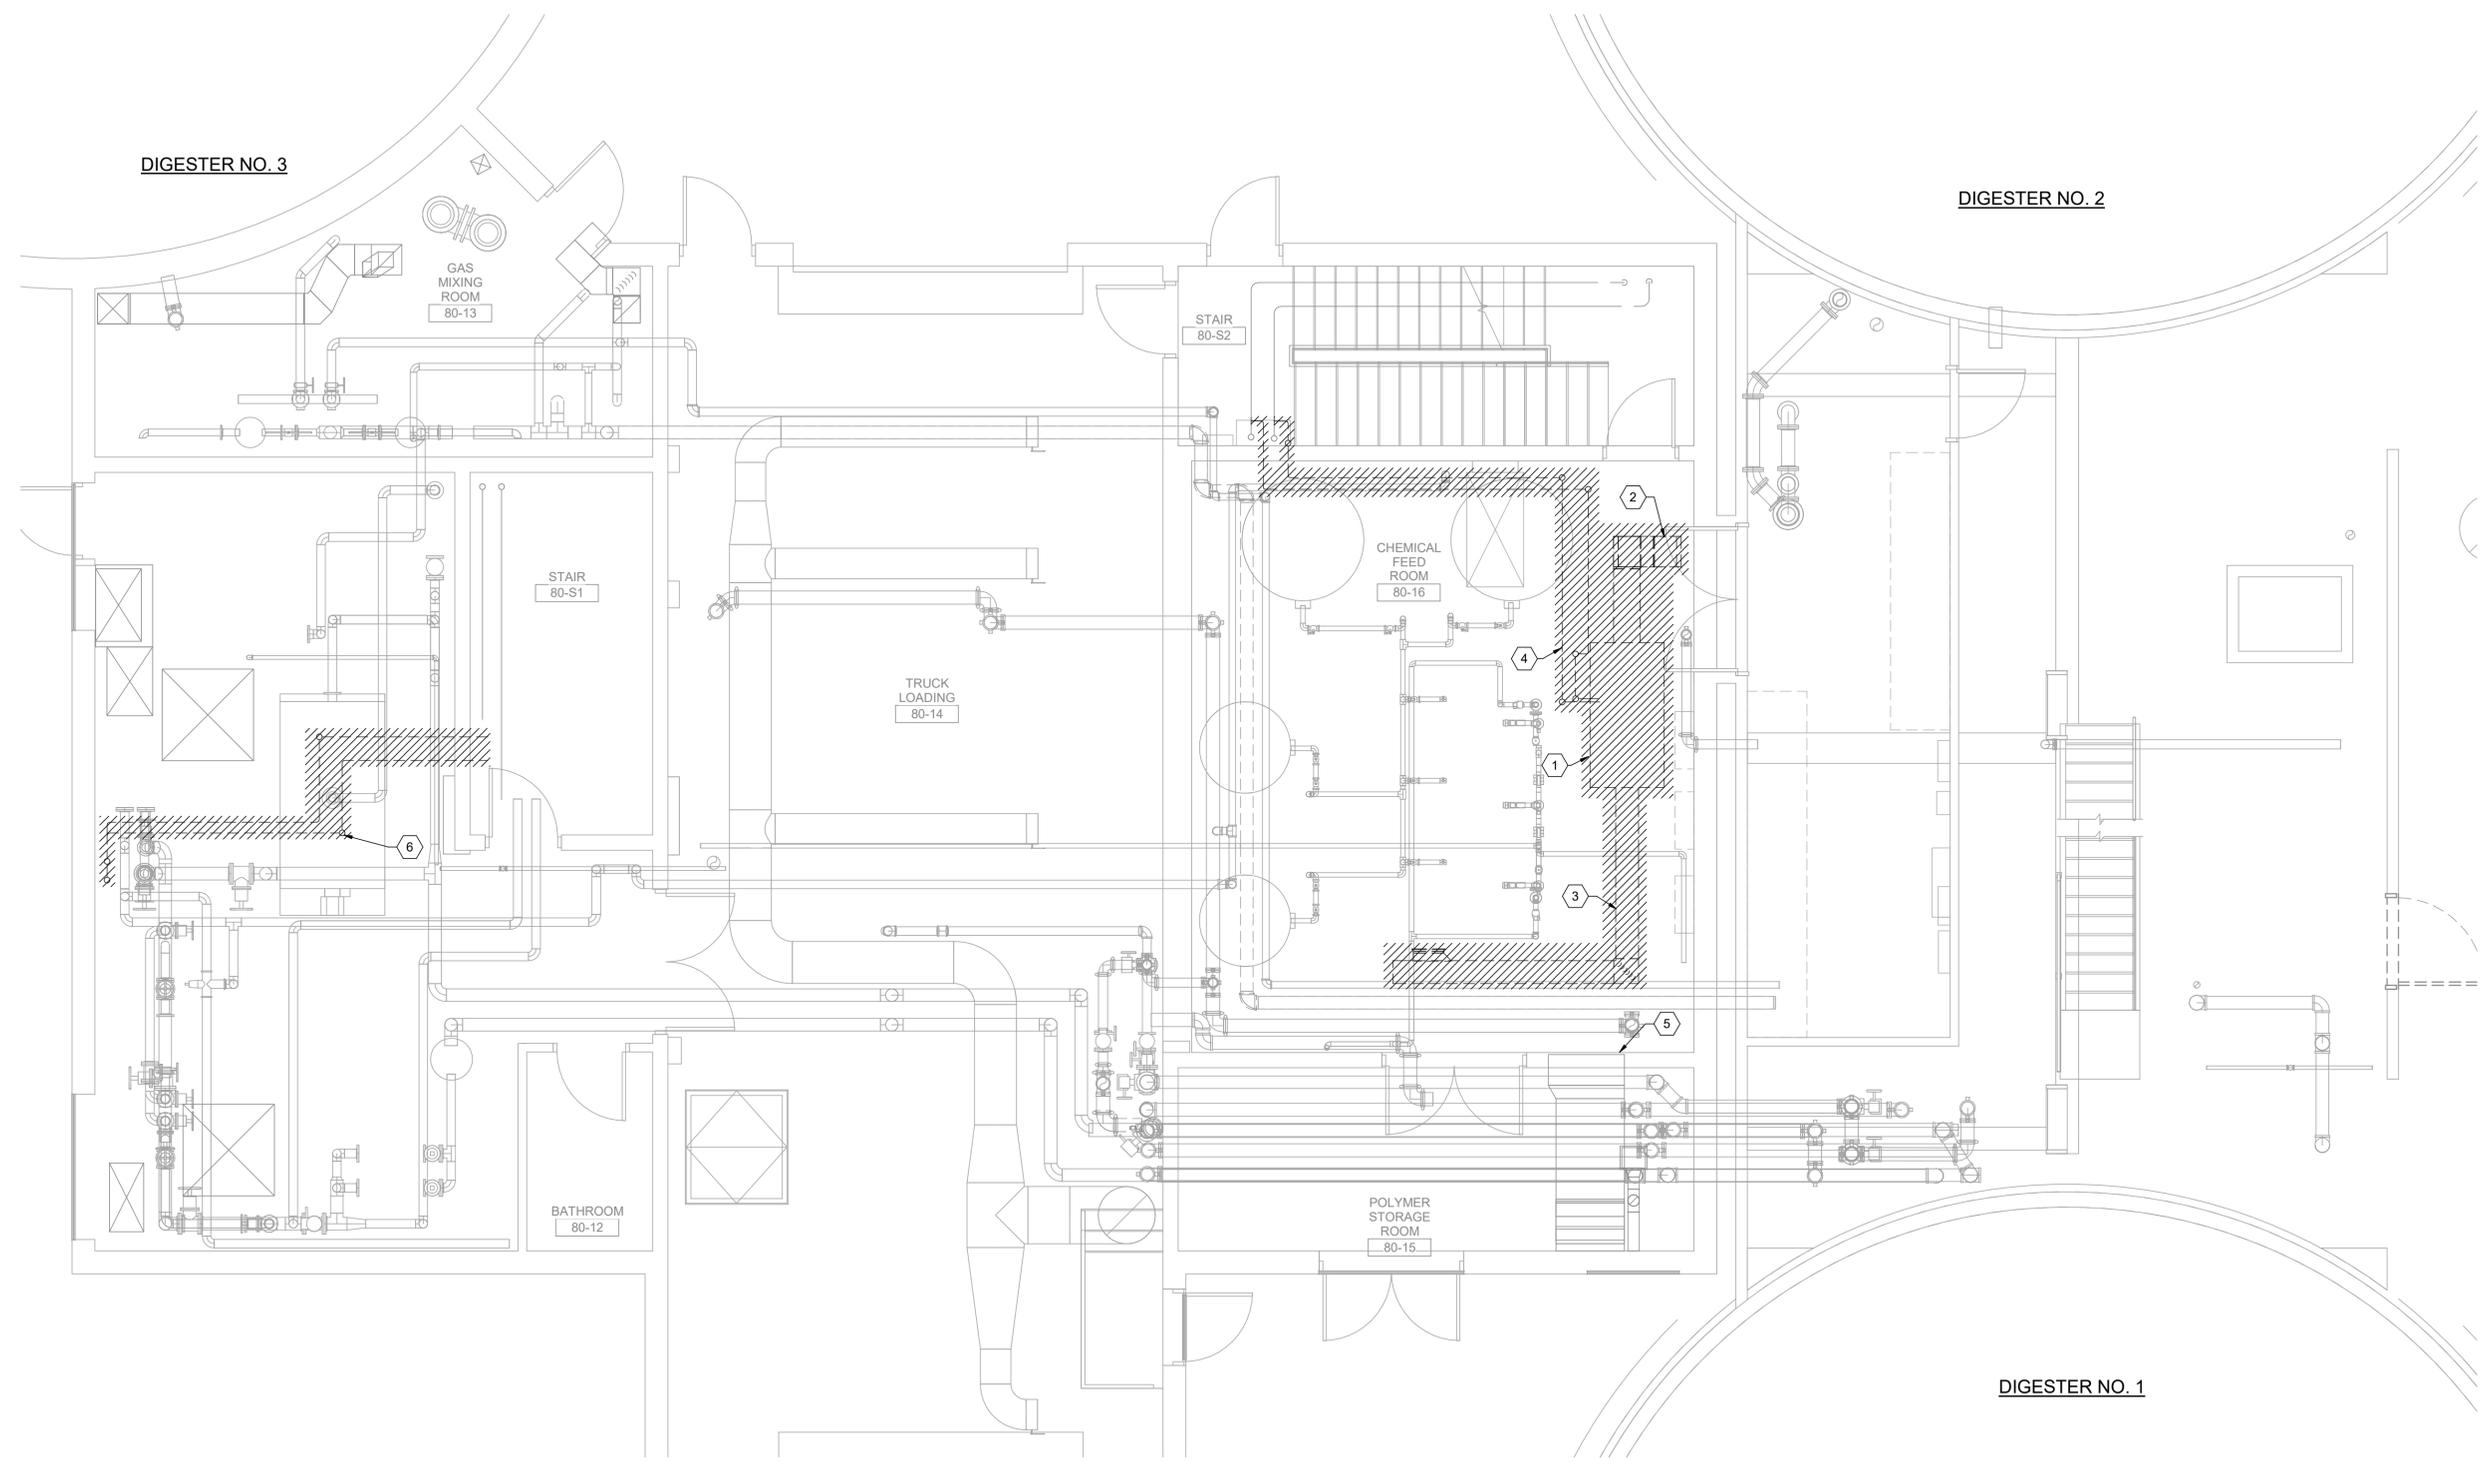 DIGESTER NO. 3
DIGESTER NO. 2
GAS
MIXING
ROOM
80-13
STAIR
80-S2
2
CHEMICAL
FEED
ROOM
80-16
STAIR
80-S1
4
TRUCK
LOADING
80-14
1
6
3
5
POLYMER
STORAGE
ROOM
80-15
BATHROOM
80-12
DIGESTER NO. 1